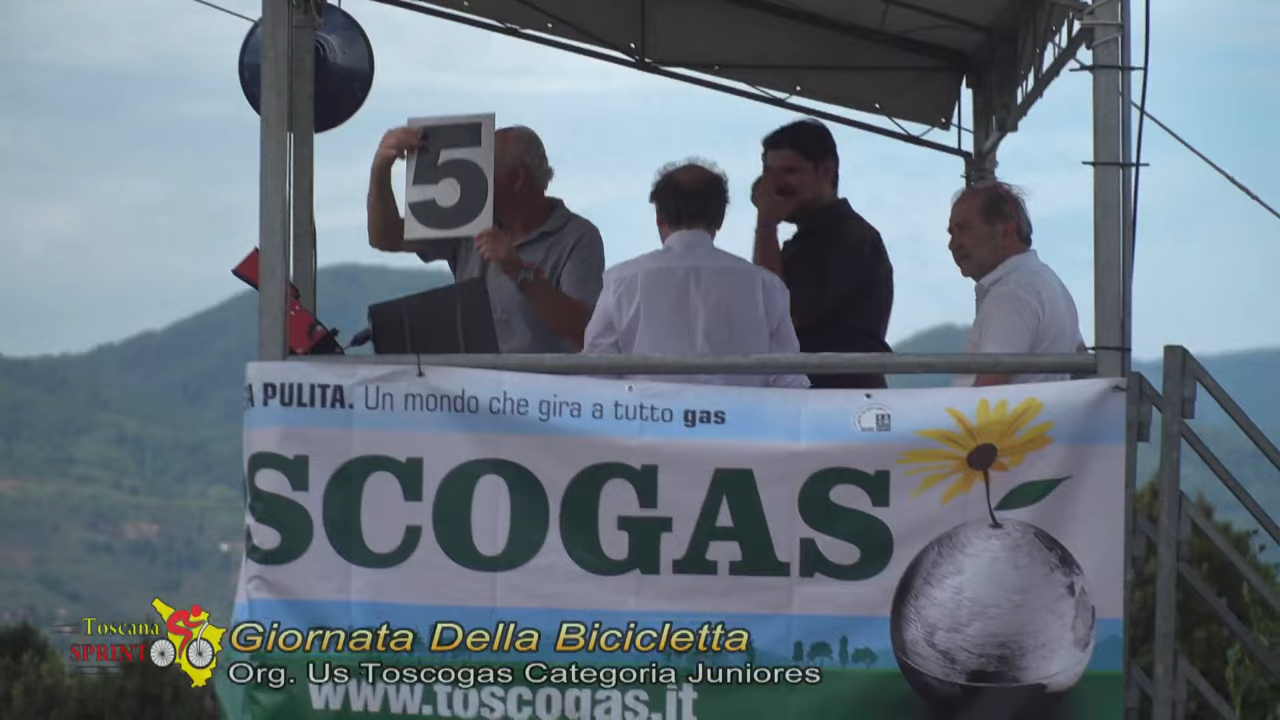 5
A PULITA. Un mondo che gira a tutto gas
SCOGAS
Toscana
SPRINT
Giornata Della Bicicletta
Org. Us Toscogas Categoria Juniores
www.toscogas.it